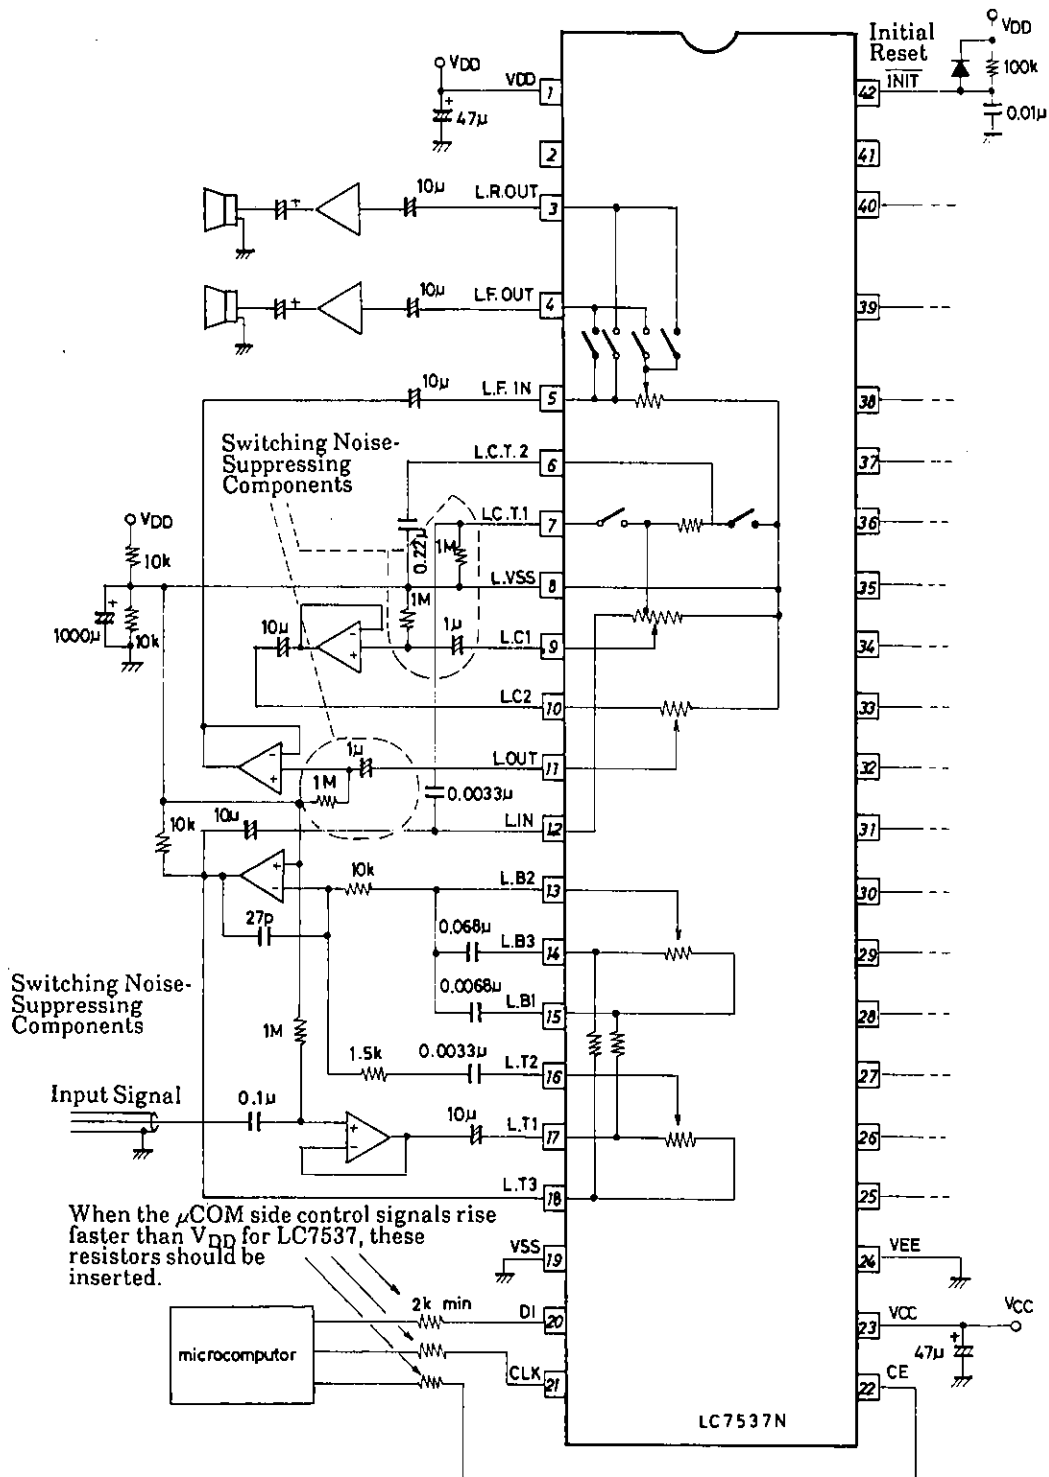 Initial
Reset
VDD
INIT
100k
0.01μ
VDD
VDD
47μ
1
2
42
41
10μ
L.R.OUT
3
40
10μ
L.F.OUT
4
39
10μ
L.F. IN
5
38
Switching Noise-
Suppressing
Components
L.C.T. 2
6
37
VDD
10k
10k
1000μ
0.22μ
1M
L.C.T.1
7
36
L.VSS
8
35
1M
10μ
1μ
L.C1
9
34
L.C2
10
33
1μ
L.OUT
11
32
1M
0.0033μ
10k
10μ
L.IN
12
31
10k
L.B2
13
30
27p
0.068μ
L.B3
14
29
Switching Noise-
Suppressing
Components
0.0068μ
L.B1
15
28
1M
1.5k
0.0033μ
L.T2
16
27
Input Signal
0.1μ
10μ
L.T1
17
26
L.T3
18
25
When the μCOM side control signals rise
faster than VDD for LC7537, these
resistors should be
inserted.
VSS
19
VEE
24
2k min
DI
20
VCC
23
VCC
47μ
microcomputor
CLK
21
CE
22
LC7537N